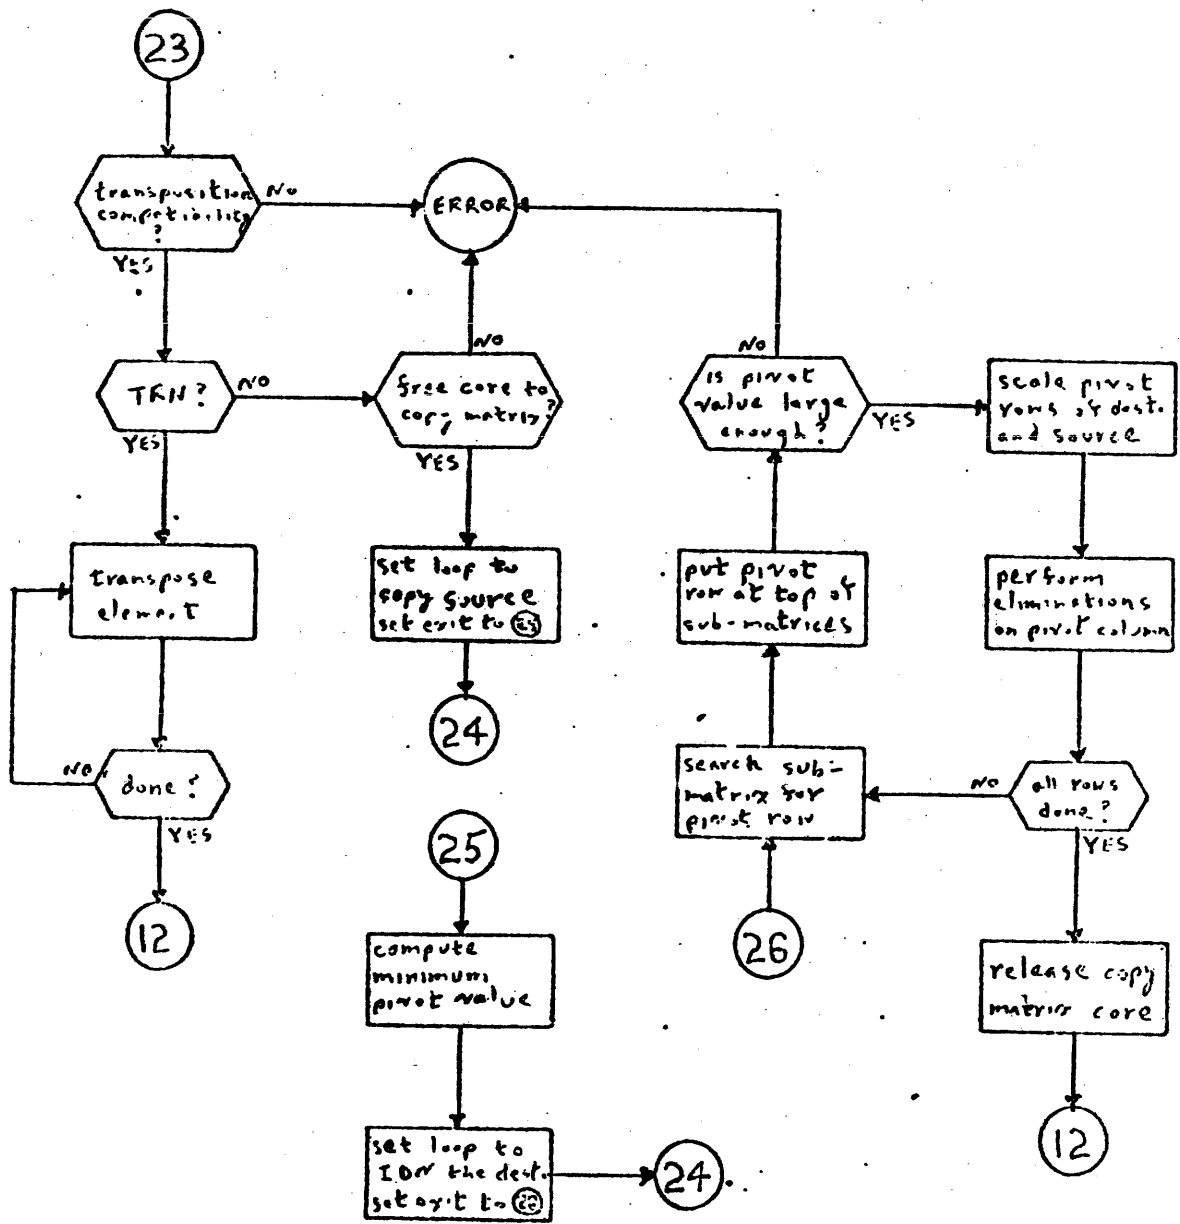 23
transposition
compatibility
?
NO
YES
ERROR
TRN?
NO
YES
free core to
copy matrix?
NO
YES
is pivot
value large
enough?
NO
YES
scale pivot
rows of dest.
and source
transpose
element
set loop to
copy source
set exit to
24
put pivot
row at top of
sub-matrices
perform
eliminations
on pivot column
done?
NO
YES
12
search sub-
matrix for
pivot row
26
all rows
done?
NO
YES
25
compute
minimum
pivot value
release copy
matrix core
12
set loop to
IDN the dest.
set exit to
24